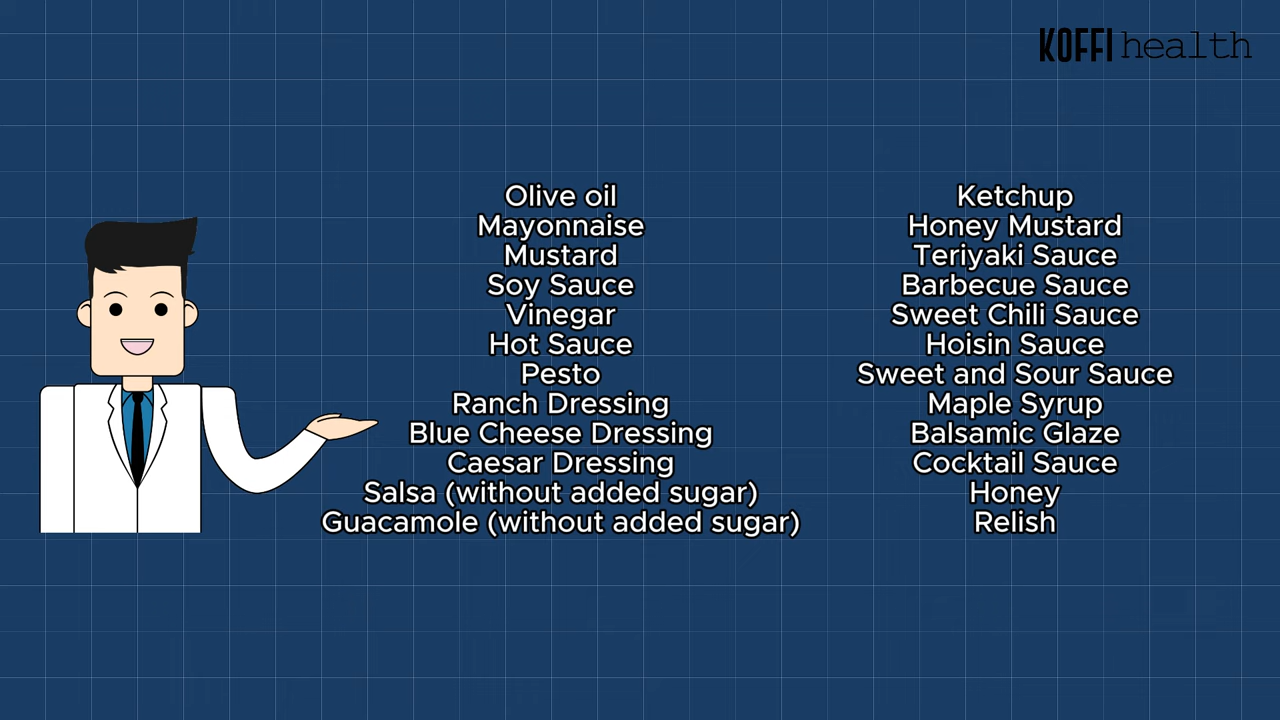 KOFFI health
Olive oil
Mayonnaise
Mustard
Soy Sauce
Vinegar
Hot Sauce
Pesto
Ranch Dressing
Blue Cheese Dressing
Caesar Dressing
Salsa (without added sugar)
Guacamole (without added sugar)
Ketchup
Honey Mustard
Teriyaki Sauce
Barbecue Sauce
Sweet Chili Sauce
Hoisin Sauce
Sweet and Sour Sauce
Maple Syrup
Balsamic Glaze
Cocktail Sauce
Honey
Relish